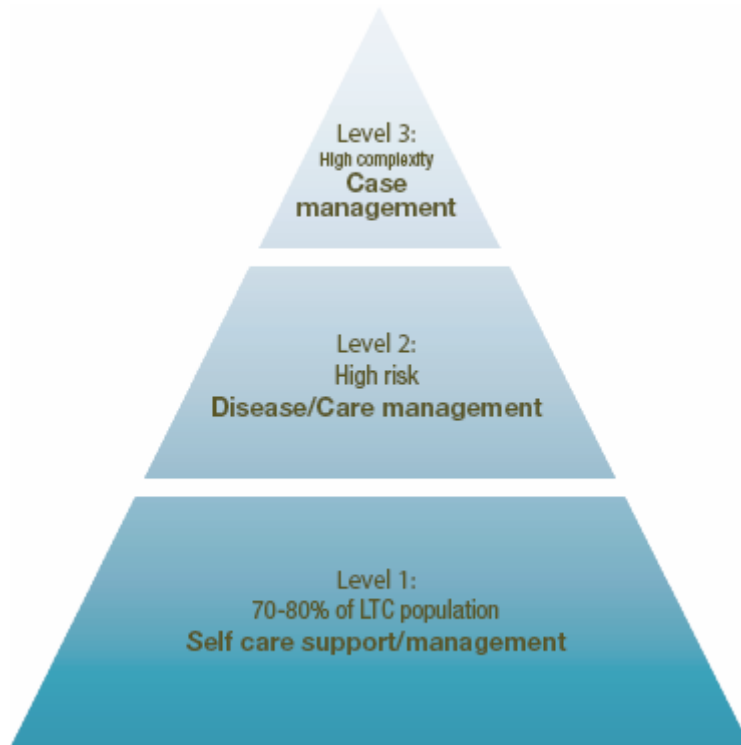 Level 3:
High complexity
Case
management
Level 2:
High risk
Disease/Care management
Level 1:
70-80% of LTC population
Self care support/management